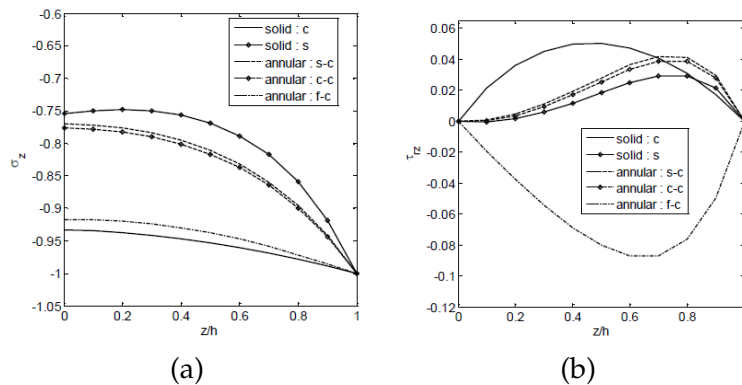 -0.6
-0.65
-0.7
-0.75
-0.8
-0.85
-0.9
-0.95
-1
-1.05
σz
0
0.2
0.4
0.6
0.8
1
z/h
solid : c
solid : s
annular : s-c
annular : c-c
annular : f-c
(a)
0.06
0.04
0.02
0
-0.02
-0.04
-0.06
-0.08
-0.1
-0.12
τrz
0
0.2
0.4
0.6
0.8
z/h
solid : c
solid : s
annular : s-c
annular : c-c
annular : f-c
(b)